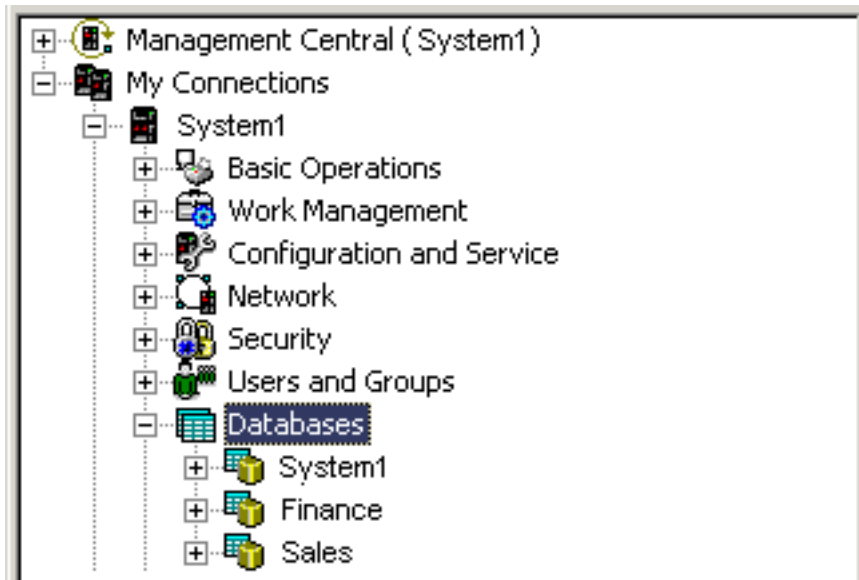 Management Central ( System1)
My Connections
System1
Basic Operations
Work Management
Configuration and Service
Network
Security
Users and Groups
Databases
System1
Finance
Sales